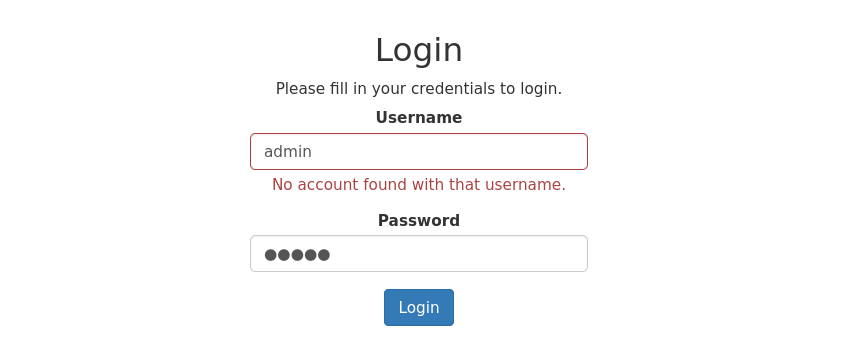 Login
Please fill in your credentials to login.
Username
admin
No account found with that username.
Password
●●●●●
Login